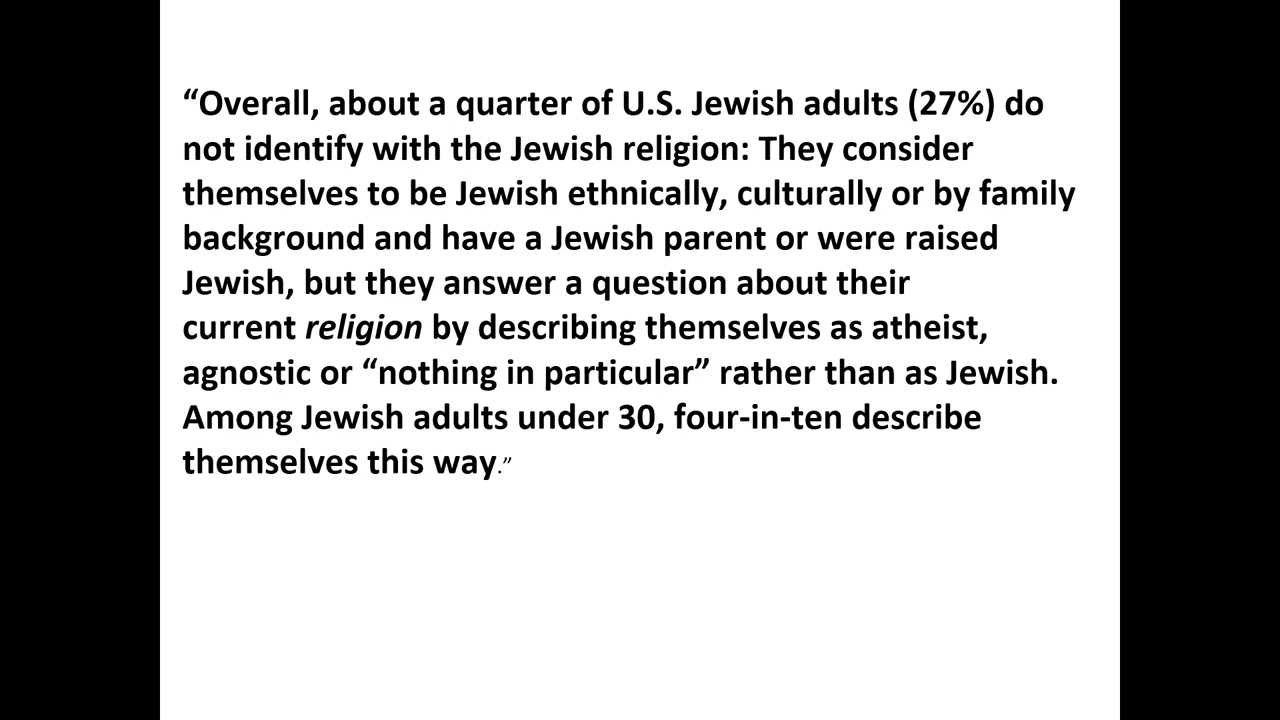 “Overall, about a quarter of U.S. Jewish adults (27%) do
not identify with the Jewish religion: They consider
themselves to be Jewish ethnically, culturally or by family
background and have a Jewish parent or were raised
Jewish, but they answer a question about their
current religion by describing themselves as atheist,
agnostic or “nothing in particular” rather than as Jewish.
Among Jewish adults under 30, four-in-ten describe
themselves this way.”